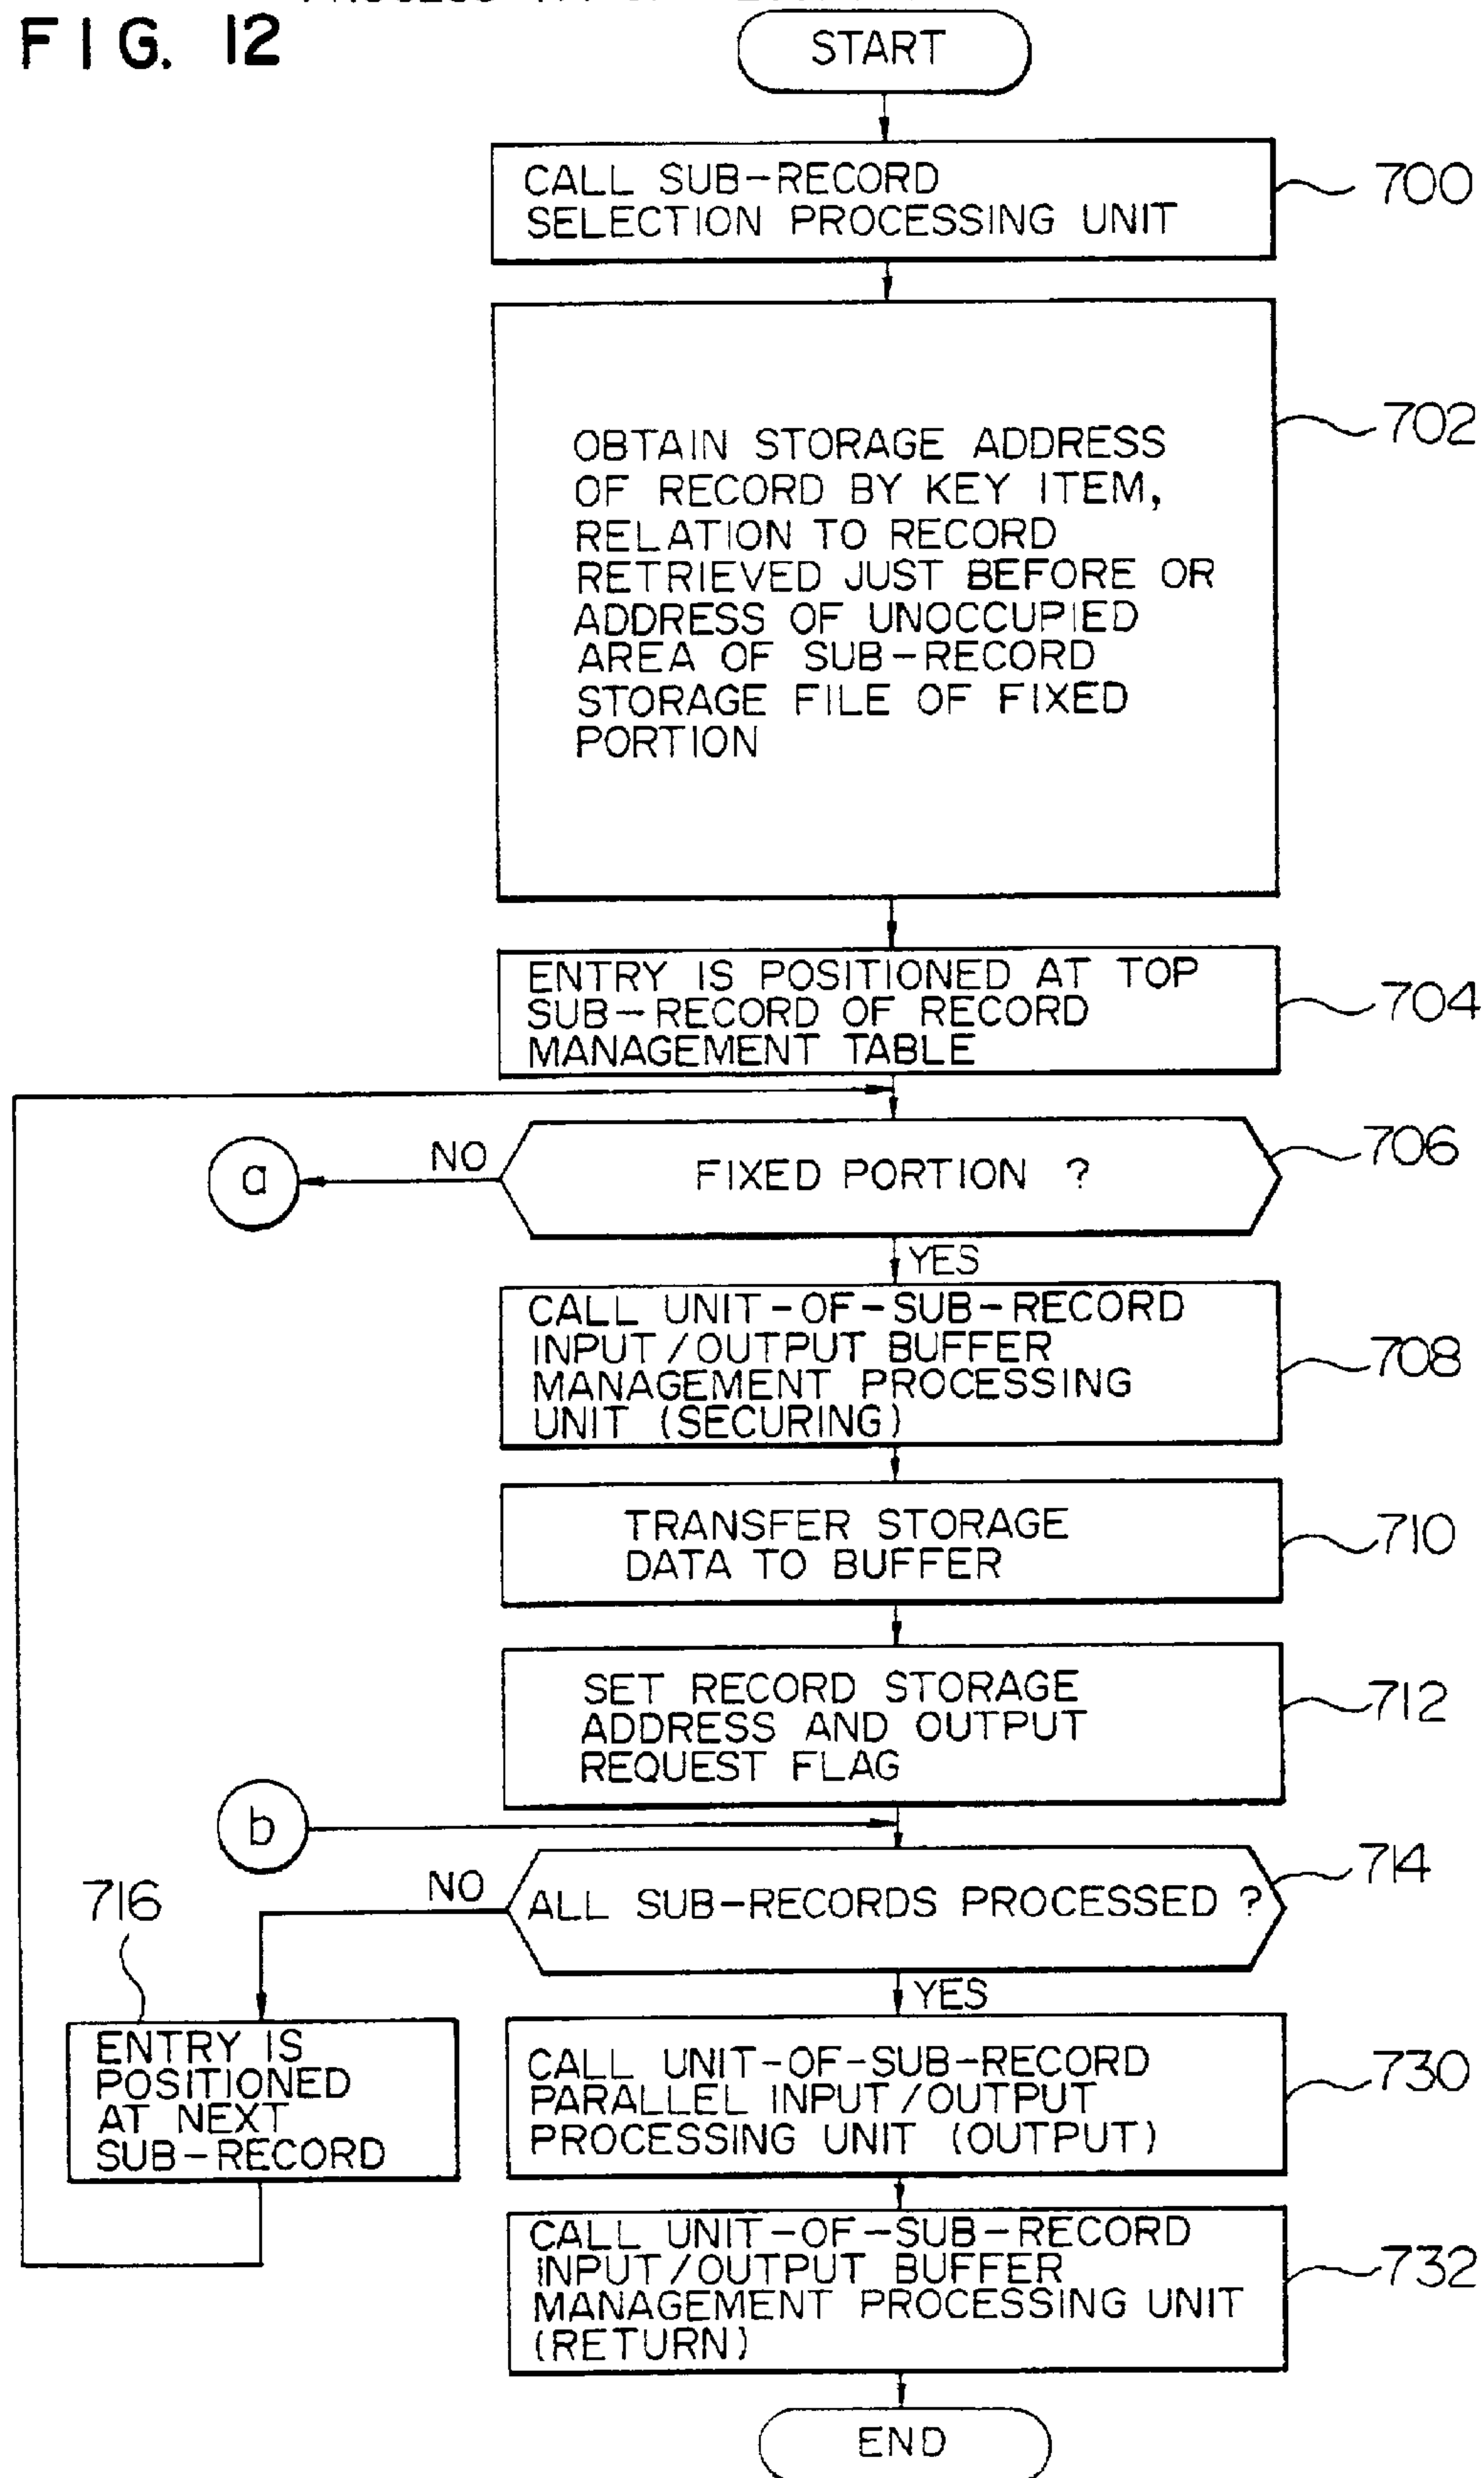 FIG. 12
START
CALL SUB-RECORD
SELECTION PROCESSING UNIT
700
OBTAIN STORAGE ADDRESS
OF RECORD BY KEY ITEM,
RELATION TO RECORD
RETRIEVED JUST BEFORE OR
ADDRESS OF UNOCCUPIED
AREA OF SUB-RECORD
STORAGE FILE OF FIXED
PORTION
702
ENTRY IS POSITIONED AT TOP
SUB-RECORD OF RECORD
MANAGEMENT TABLE
704
a
NO
FIXED PORTION ?
706
YES
CALL UNIT-OF-SUB-RECORD
INPUT/OUTPUT BUFFER
MANAGEMENT PROCESSING
UNIT (SECURING)
708
TRANSFER STORAGE
DATA TO BUFFER
710
SET RECORD STORAGE
ADDRESS AND OUTPUT
REQUEST FLAG
712
b
NO
ALL SUB-RECORDS PROCESSED ?
714
716
YES
ENTRY IS
POSITIONED
AT NEXT
SUB-RECORD
CALL UNIT-OF-SUB-RECORD
PARALLEL INPUT/OUTPUT
PROCESSING UNIT (OUTPUT)
730
CALL UNIT-OF-SUB-RECORD
INPUT/OUTPUT BUFFER
MANAGEMENT PROCESSING UNIT
(RETURN)
732
END